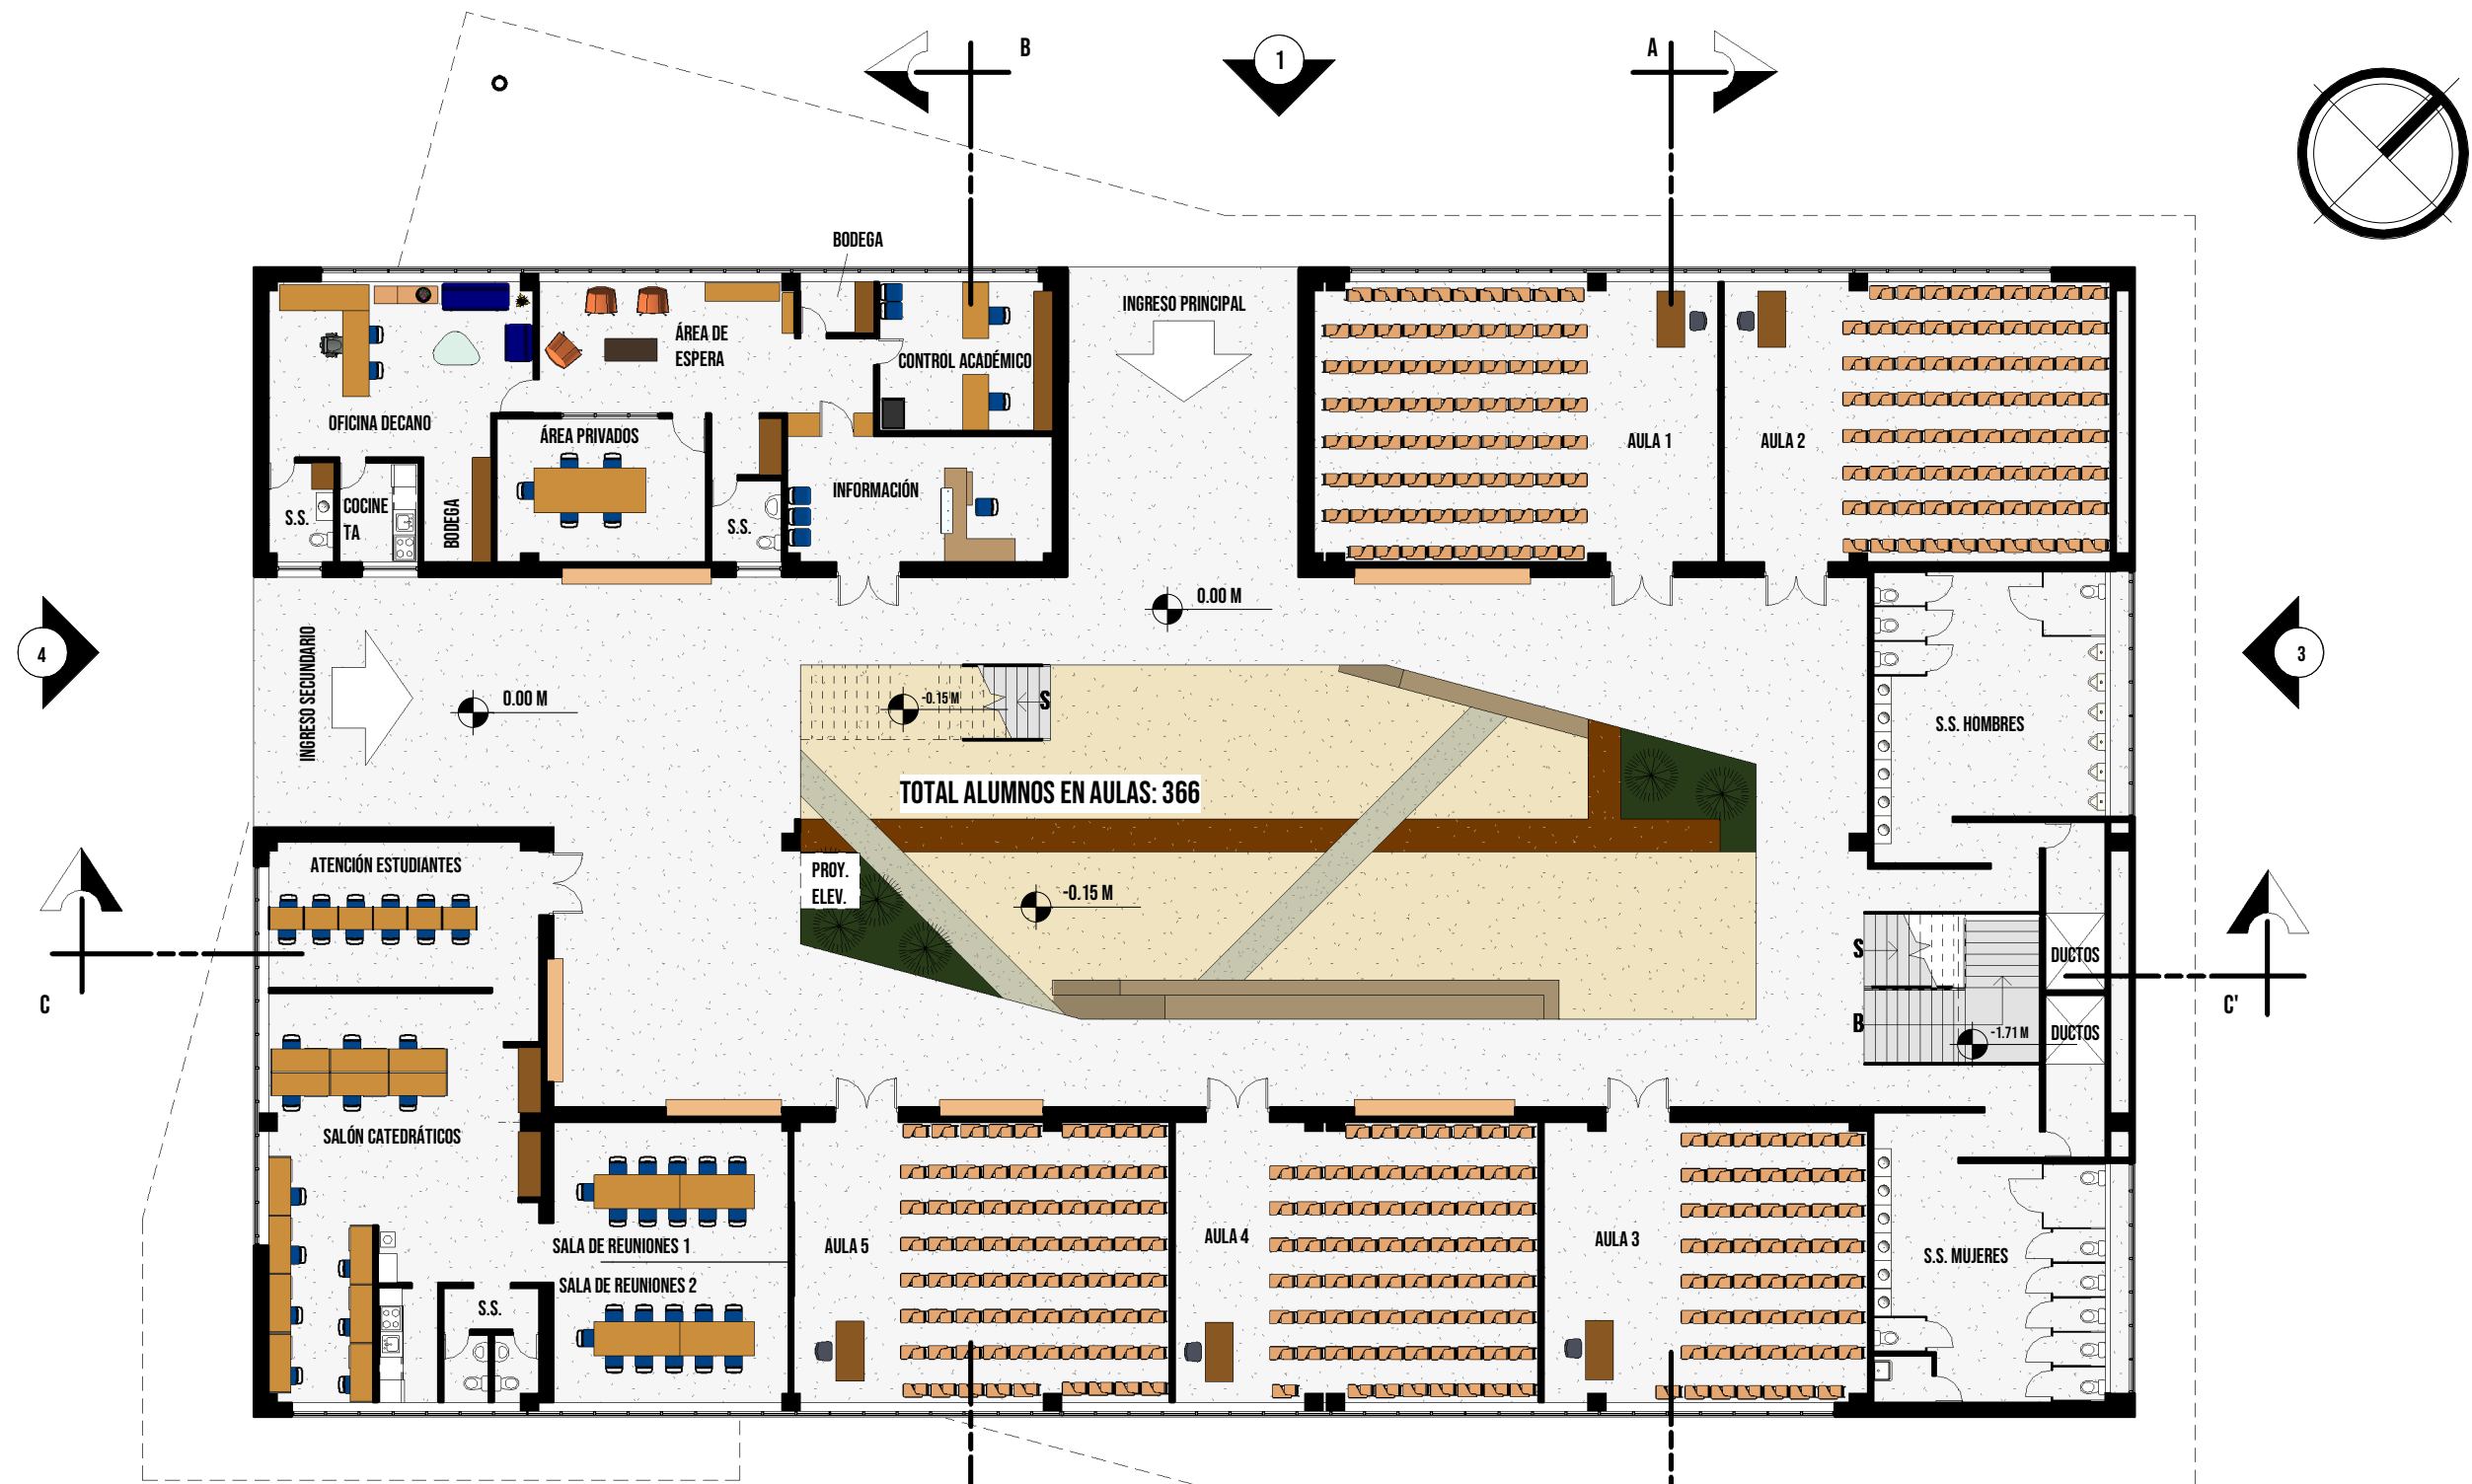 B
1
A
BODEGA
INGRESO PRINCIPAL
ÁREA DE
ESPERA
CONTROL ACADÉMICO
OFICINA DECANO
ÁREA PRIVADOS
AULA 1
AULA 2
INFORMACIÓN
S.S.
COCINE
TA
BODEGA
S.S.
0.00 M
INGRESO SECUNDARIO
4
3
0.00 M
-0.15 M
S
S.S. HOMBRES
TOTAL ALUMNOS EN AULAS: 366
ATENCIÓN ESTUDIANTES
PROY.
ELEV.
-0.15 M
S
DUCTOS
C
C'
B
-1.71 M
DUCTOS
SALÓN CATEDRÁTICOS
SALA DE REUNIONES 1
AULA 5
AULA 4
AULA 3
S.S. MUJERES
SALA DE REUNIONES 2
S.S.